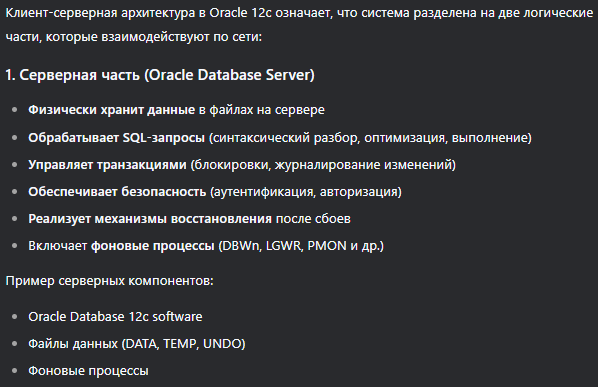 Клиент-серверная архитектура в Oracle 12c означает, что система разделена на две логические
части, которые взаимодействуют по сети:
1. Серверная часть (Oracle Database Server)
• Физически хранит данные в файлах на сервере
• Обрабатывает SQL-запросы (синтаксический разбор, оптимизация, выполнение)
• Управляет транзакциями (блокировки, журналирование изменений)
• Обеспечивает безопасность (аутентификация, авторизация)
• Реализует механизмы восстановления после сбоев
• Включает фоновые процессы (DBWn, LGWR, PMON и др.)
Пример серверных компонентов:
• Oracle Database 12c software
• Файлы данных (DATA, TEMP, UNDO)
• Фоновые процессы